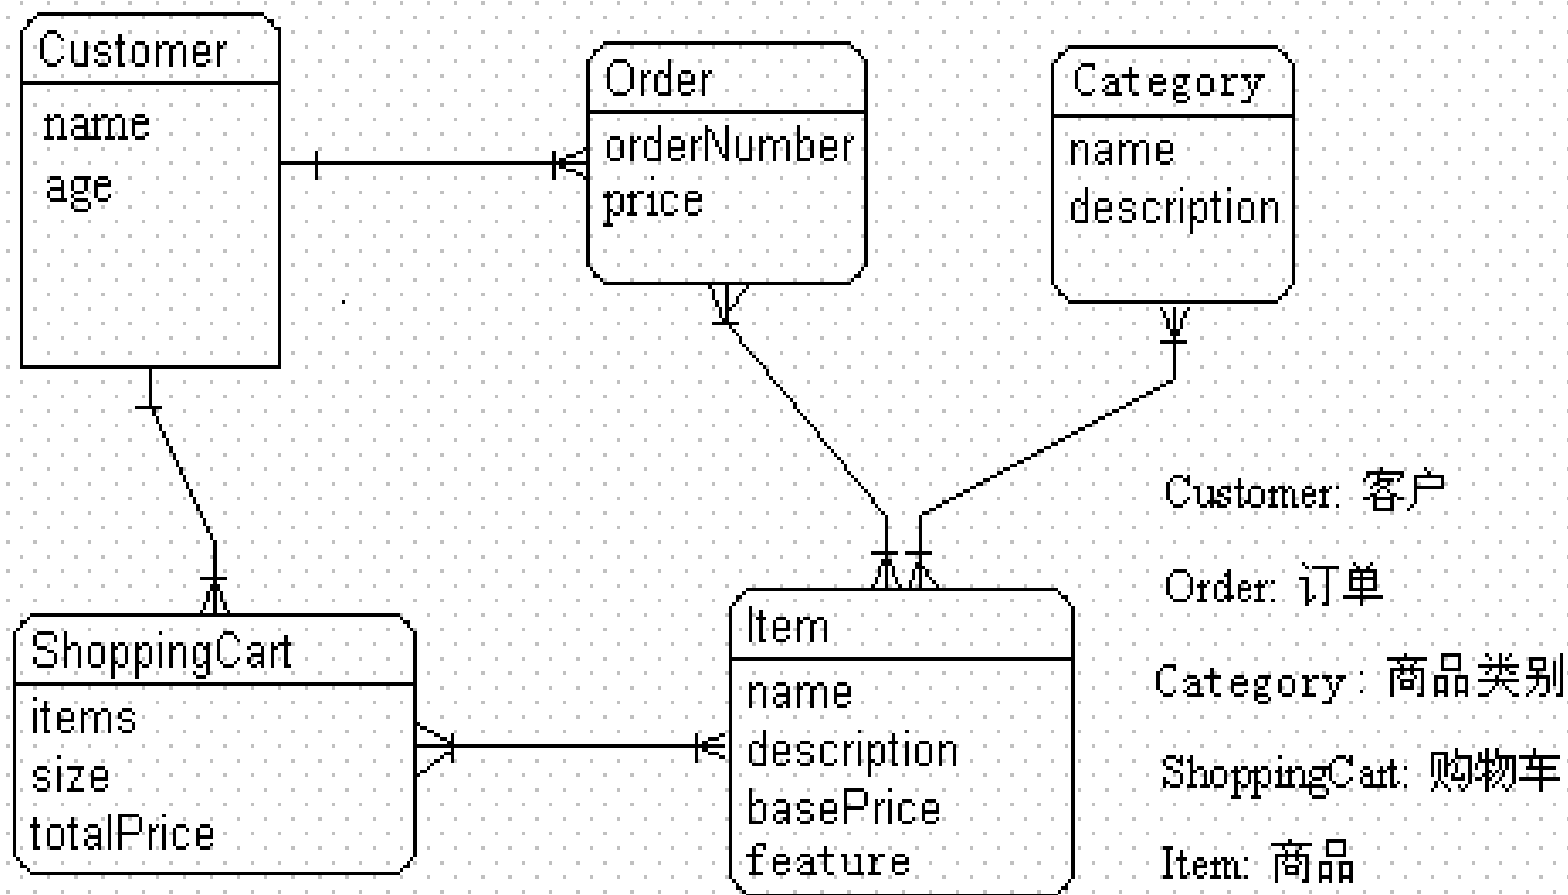 Customer
name
age
Order
orderNumber
price
Category
name
description
ShoppingCart
items
size
totalPrice
Item
name
description
basePrice
feature
Customer: 客户
Order: 订单
Category: 商品类别
ShoppingCart: 购物车
Item: 商品